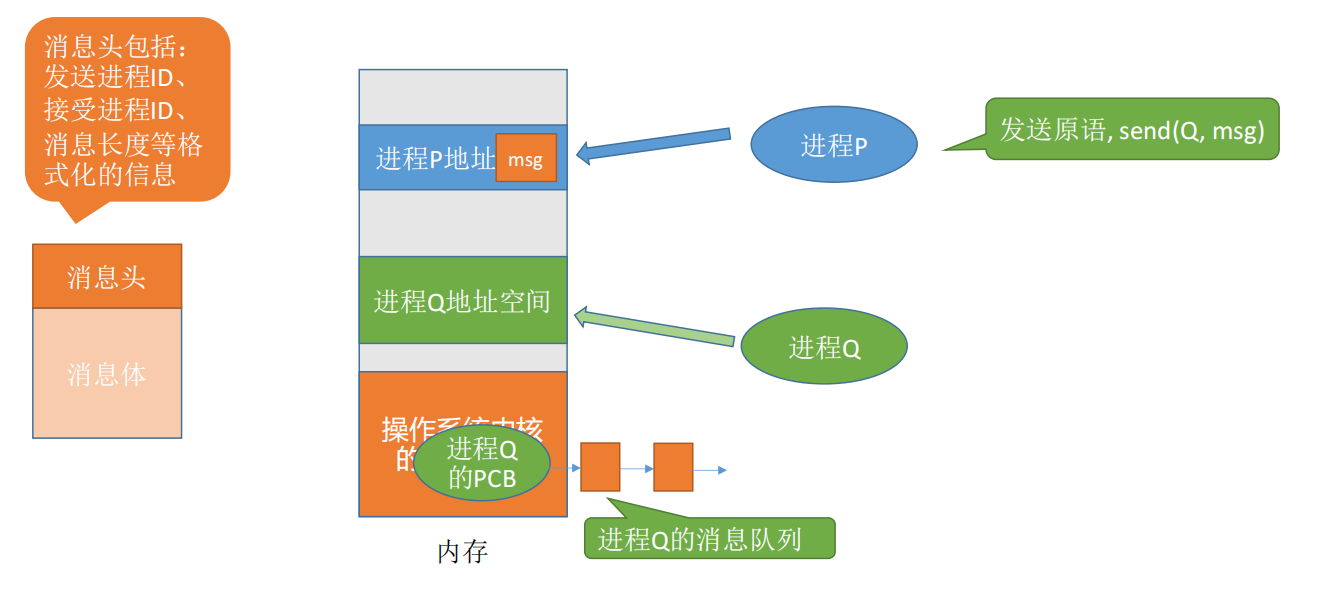 消息头包括：
发送进程ID、
接受进程ID、
消息长度等格
式化的信息
消息头
消息体
进程P地址
msg
进程Q地址空间
操作系统内核
的
进程Q
的PCB
内存
进程P
发送原语, send(Q, msg)
进程Q
进程Q的消息队列